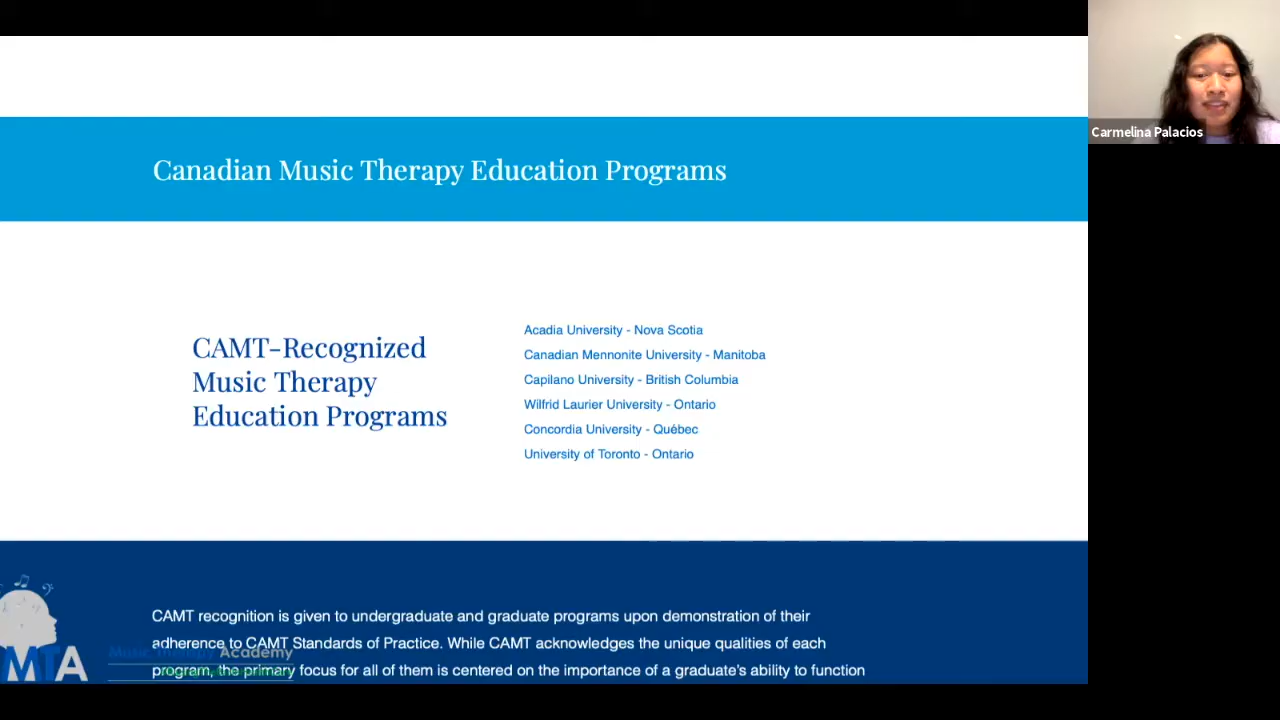 Carmelina Palacios
Canadian Music Therapy Education Programs
CAMT-Recognized
Music Therapy
Education Programs
Acadia University - Nova Scotia
Canadian Mennonite University - Manitoba
Capilano University - British Columbia
Wilfrid Laurier University - Ontario
Concordia University - Québec
University of Toronto - Ontario
CAMT recognition is given to undergraduate and graduate programs upon demonstration of their
adherence to CAMT Standards of Practice. While CAMT acknowledges the unique qualities of each
program, the primary focus for all of them is centered on the importance of a graduate's ability to function
MTA
Music Therapy Academy